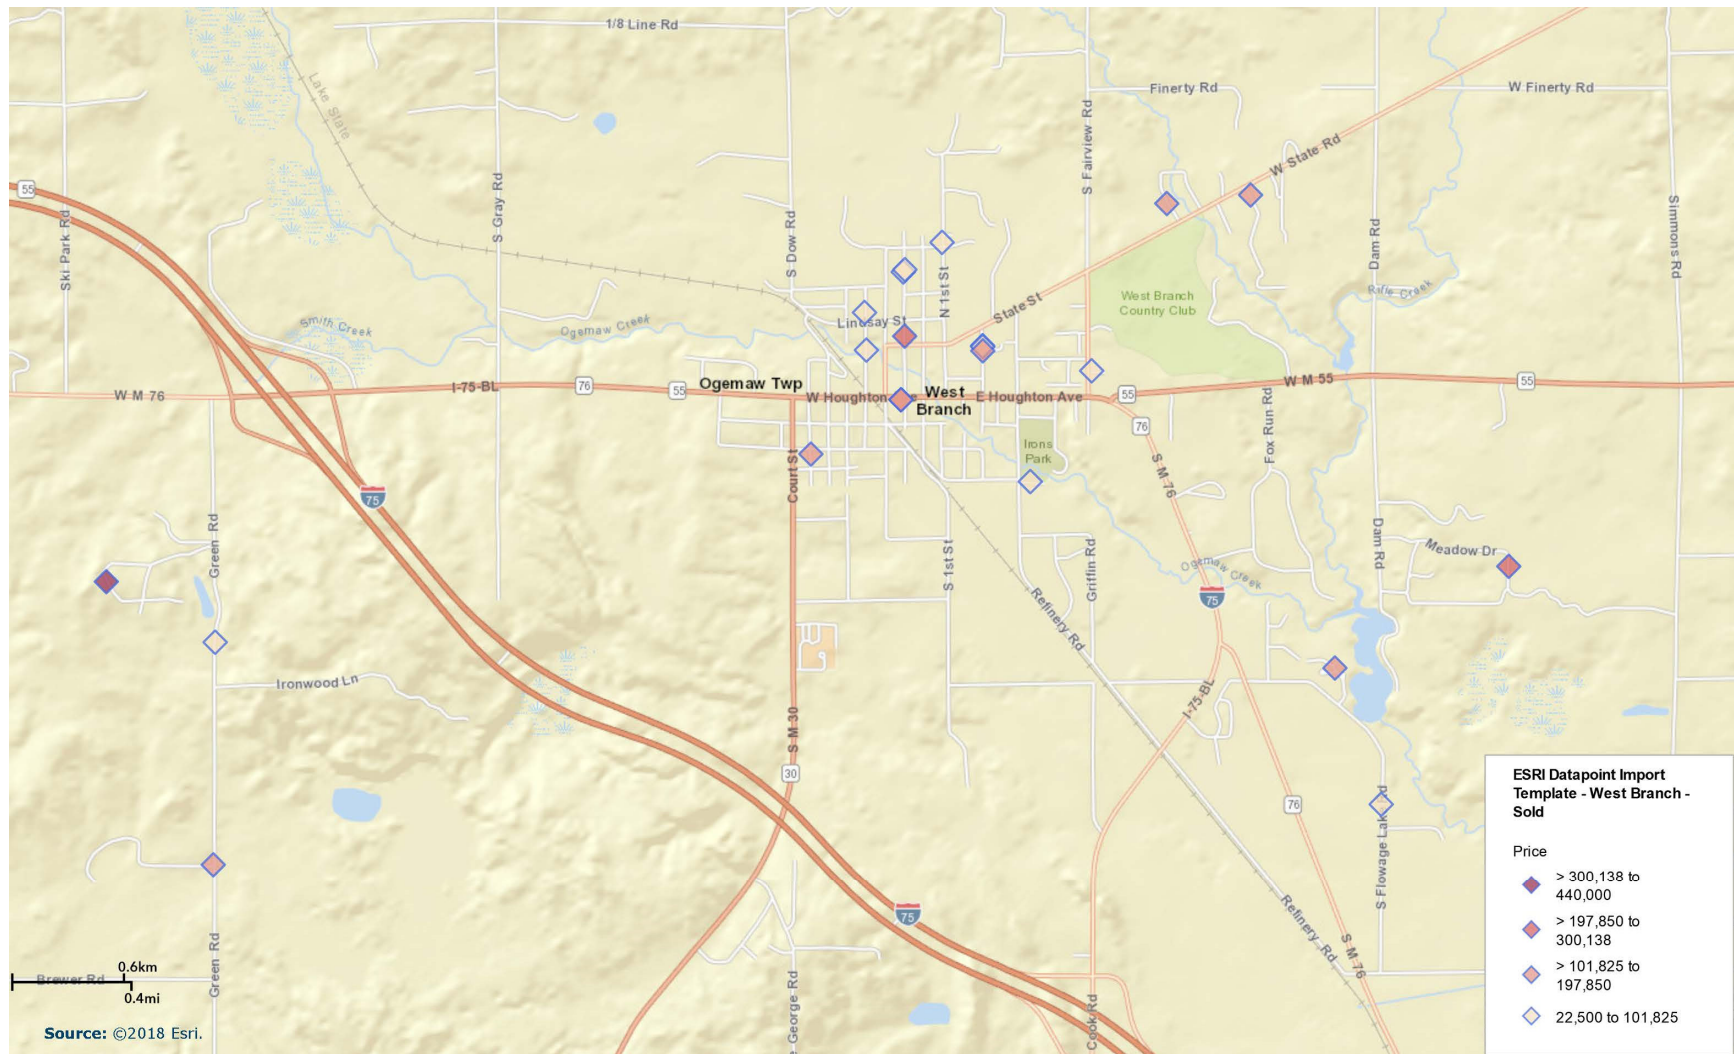 1/8 Line Rd
Lake State
Finerty Rd
W Finerty Rd
S Fairview Rd
W State Rd
55
Ski Park Rd
S Gray Rd
S Dow Rd
Dam Rd
Simmons Rd
N 1st St
State St
West Branch
Country Club
Rifle Creek
Smith Creek
Ogemaw Creek
Lindsay St
W M 76
I-75-BL
76
55
Ogemaw Twp
W Houghton
West
Branch
E Houghton Ave
55
W M 55
55
76
Irons
Park
Fox Run Rd
Court St
S M 76
75
Green Rd
S 1st St
Griffin Rd
Dam Rd
Meadow Dr
Ogemaw Creek
75
Refinery Rd
Ironwood Ln
I-75-BL
S M 30
30
76
S Flowage Lake Rd
75
Refinery Rd
S M 76
Green Rd
Brewer Rd
0.6km
0.4mi
e George Rd
Cook Rd
Source: ©2018 Esri.
ESRI Datapoint Import
Template - West Branch -
Sold
Price
> 300,138 to
440,000
> 197,850 to
300,138
> 101,825 to
197,850
22,500 to 101,825